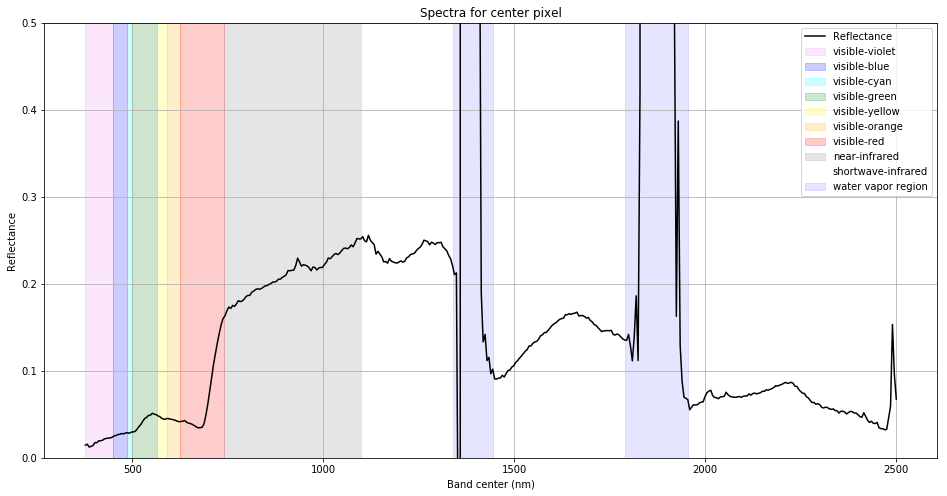 Spectra for center pixel
Reflectance
0.5
0.4
0.3
0.2
0.1
0.0
500
1000
1500
2000
2500
Band center (nm)
Reflectance
visible-violet
visible-blue
visible-cyan
visible-green
visible-yellow
visible-orange
visible-red
near-infrared
shortwave-infrared
water vapor region